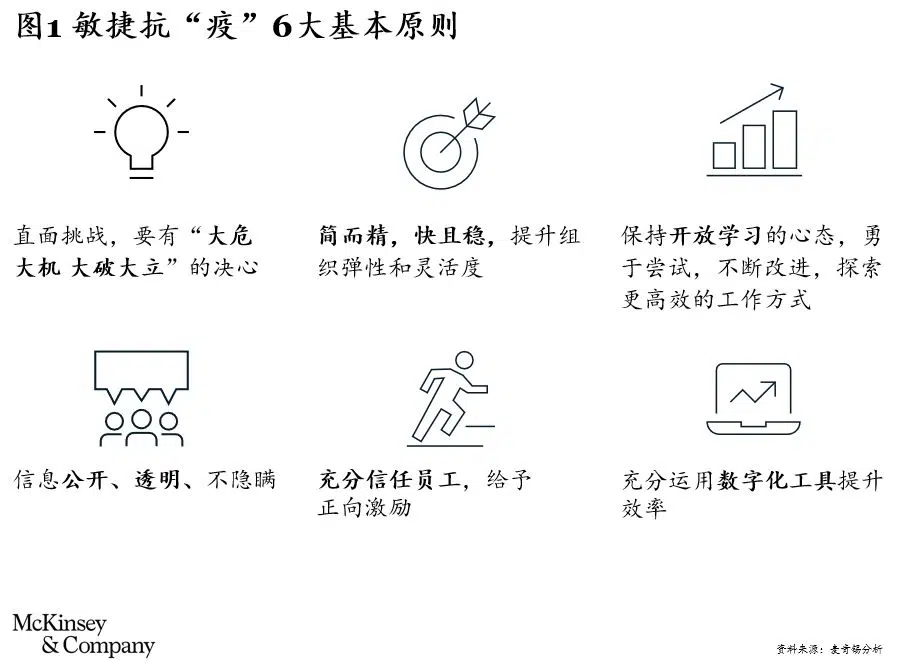 图1 敏捷抗“疫”6大基本原则
直面挑战，要有“大危
大机 大破大立”的决心
简而精，快且稳，提升组
织弹性和灵活度
保持开放学习的心态，勇
于尝试，不断改进，探索
更高效的工作方式
信息公开、透明、不隐瞒
充分信任员工，给予
正向激励
充分运用数字化工具提升
效率
McKinsey
& Company
资料来源：麦肯锡分析